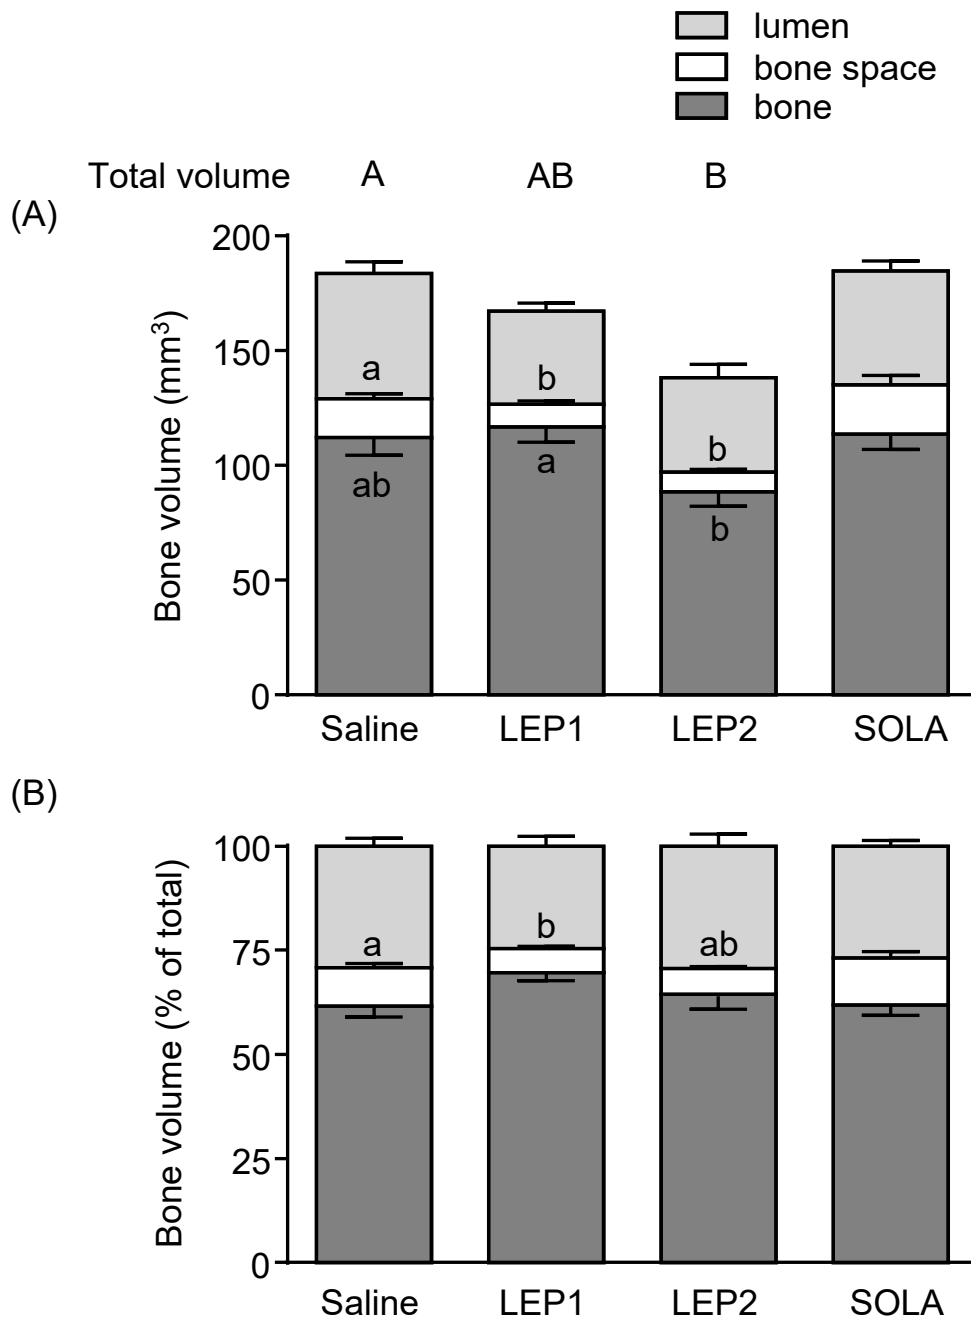 lumen
bone space
bone
Total volume A AB B
(A)
Bone volume (mm³)
200
150
100
50
0
a
b
b
ab
a
b
Saline LEP1 LEP2 SOLA
(B)
Bone volume (% of total)
100
75
50
25
0
a
b
ab
Saline LEP1 LEP2 SOLA